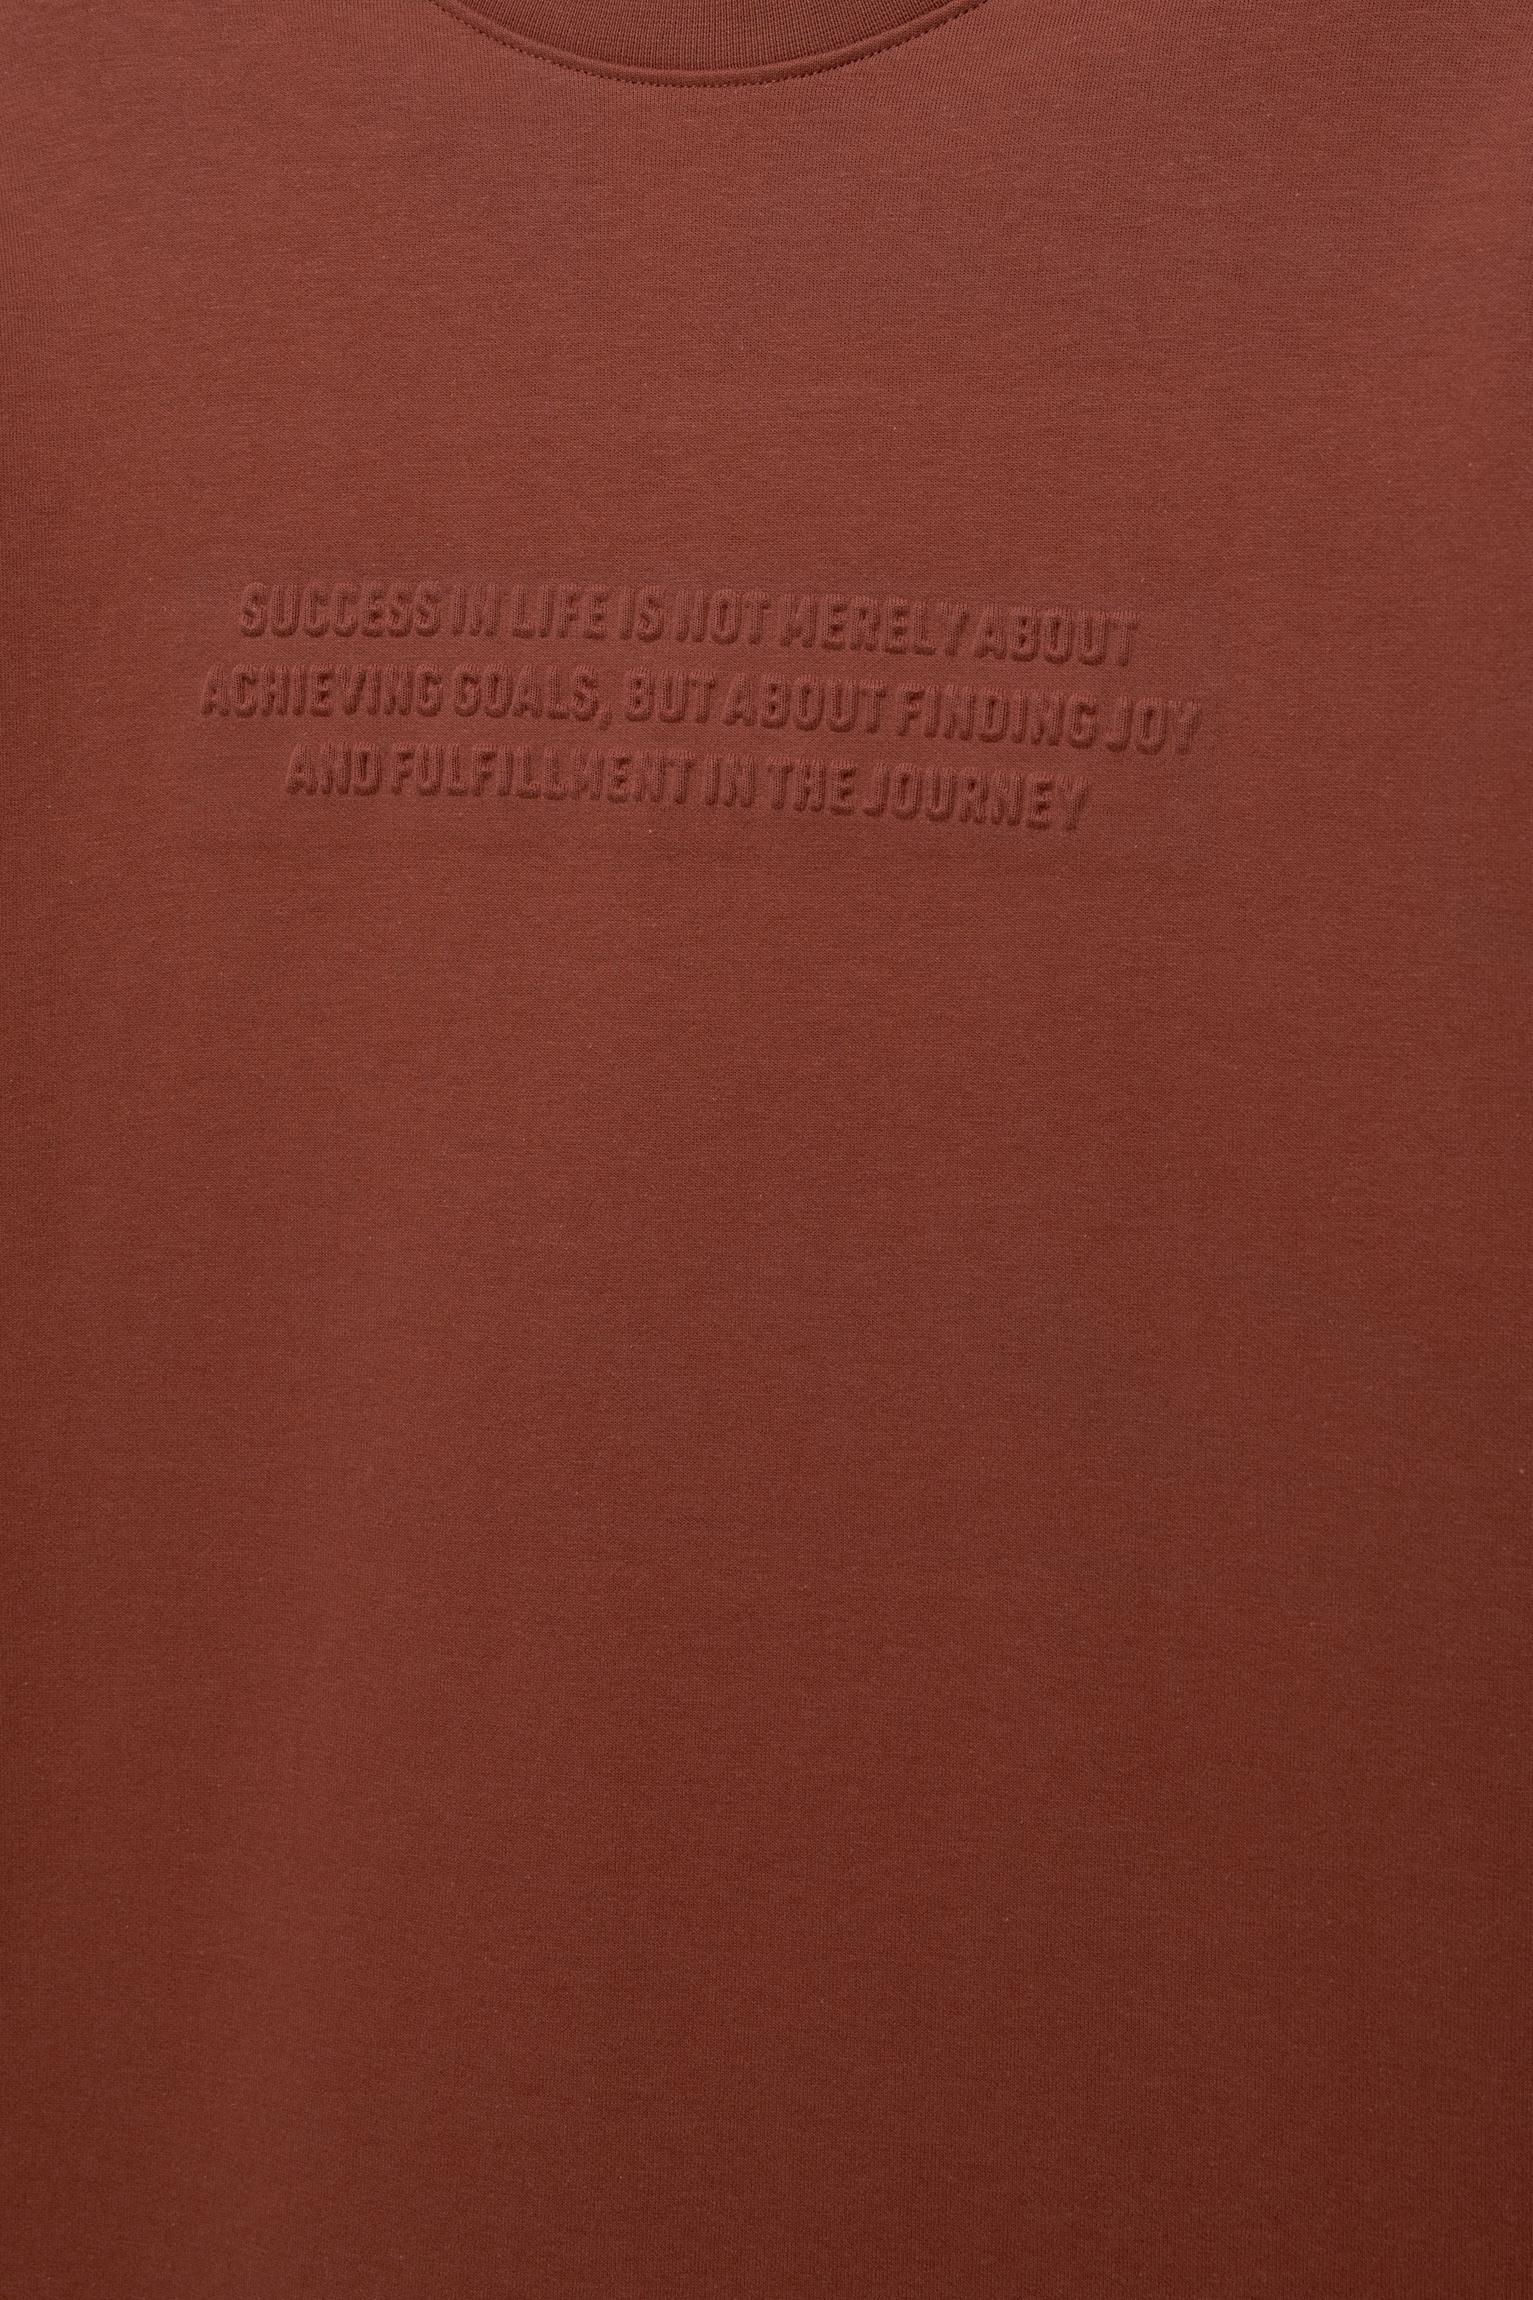 SUCCESS IN LIFE IS NOT MERELY ABOUT
ACHIEVING GOALS, BUT ABOUT FINDING JOY
AND FULFILLMENT IN THE JOURNEY